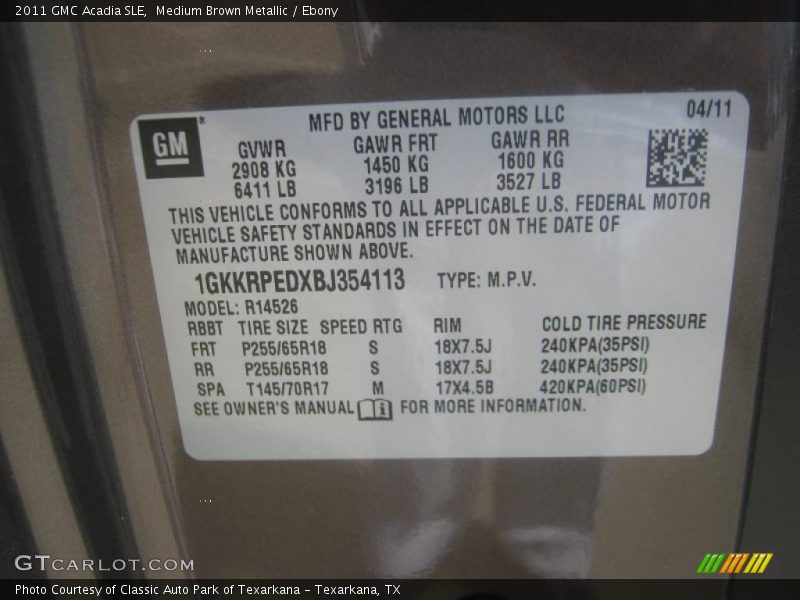 2011 GMC Acadia SLE, Medium Brown Metallic / Ebony
04/11
GM®
MFD BY GENERAL MOTORS LLC
GVWR GAWR FRT GAWR RR
2908 KG 1450 KG 1600 KG
6411 LB 3196 LB 3527 LB
THIS VEHICLE CONFORMS TO ALL APPLICABLE U.S. FEDERAL MOTOR
VEHICLE SAFETY STANDARDS IN EFFECT ON THE DATE OF
MANUFACTURE SHOWN ABOVE.
1GKKRPEDXBJ354113 TYPE: M.P.V.
MODEL: R14526
RBBT TIRE SIZE SPEED RTG RIM COLD TIRE PRESSURE
FRT P255/65R18 S 18X7.5J 240KPA(35PSI)
RR P255/65R18 S 18X7.5J 240KPA(35PSI)
SPA T145/70R17 M 17X4.5B 420KPA(60PSI)
SEE OWNER'S MANUAL i FOR MORE INFORMATION.
GTCARLOT.COM
Photo Courtesy of Classic Auto Park of Texarkana - Texarkana, TX